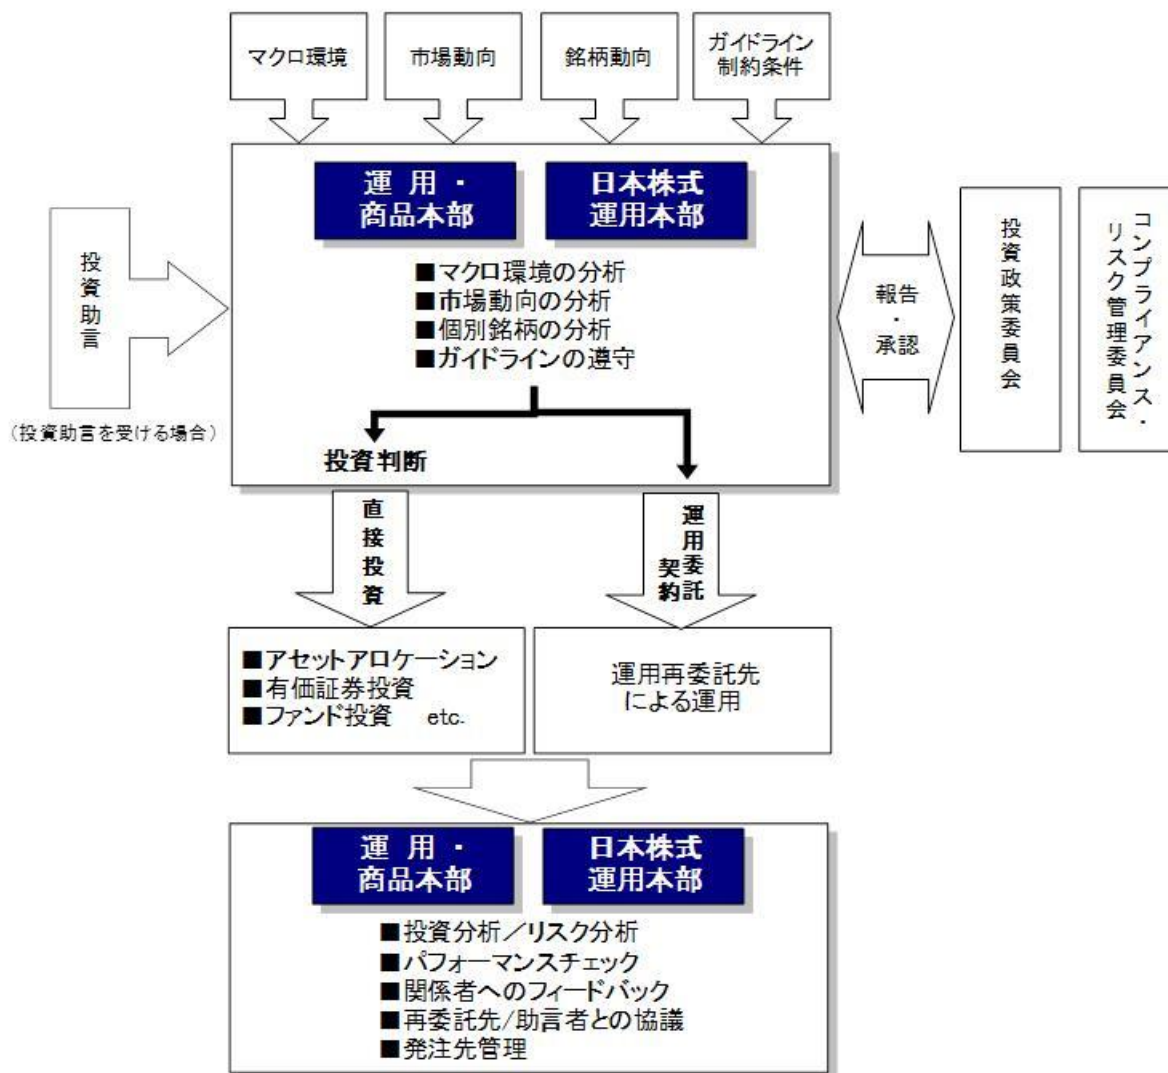 マクロ環境
市場動向
銘柄動向
ガイドライン
制約条件
運 用 ・
商品本部
日本株式
運用本部
投資助言
(投資助言を受ける場合)
■マクロ環境の分析
■市場動向の分析
■個別銘柄の分析
■ガイドラインの遵守
報告
・
承認
投資政策委員会
コンプライアンス・
リスク管理委員会
投資判断
直接投資
運用委託
契約
■アセットアロケーション
■有価証券投資
■ファンド投資 etc.
運用再委託先
による運用
運 用 ・
商品本部
日本株式
運用本部
■投資分析／リスク分析
■パフォーマンスチェック
■関係者へのフィードバック
■再委託先/助言者との協議
■発注先管理